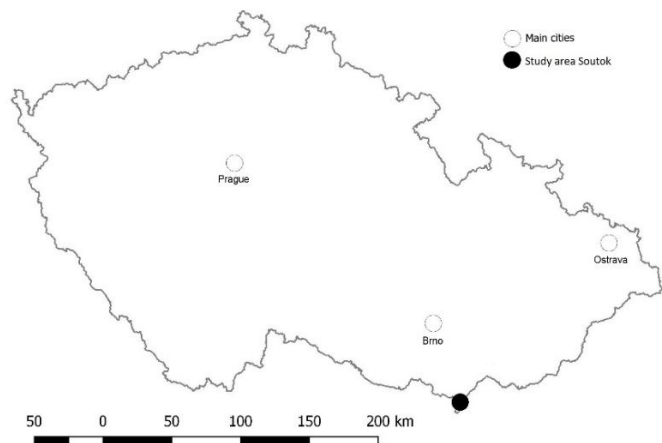 Main cities
Study area Soutok
Prague
Ostrava
Brno
50 0 50 100 150 200 km